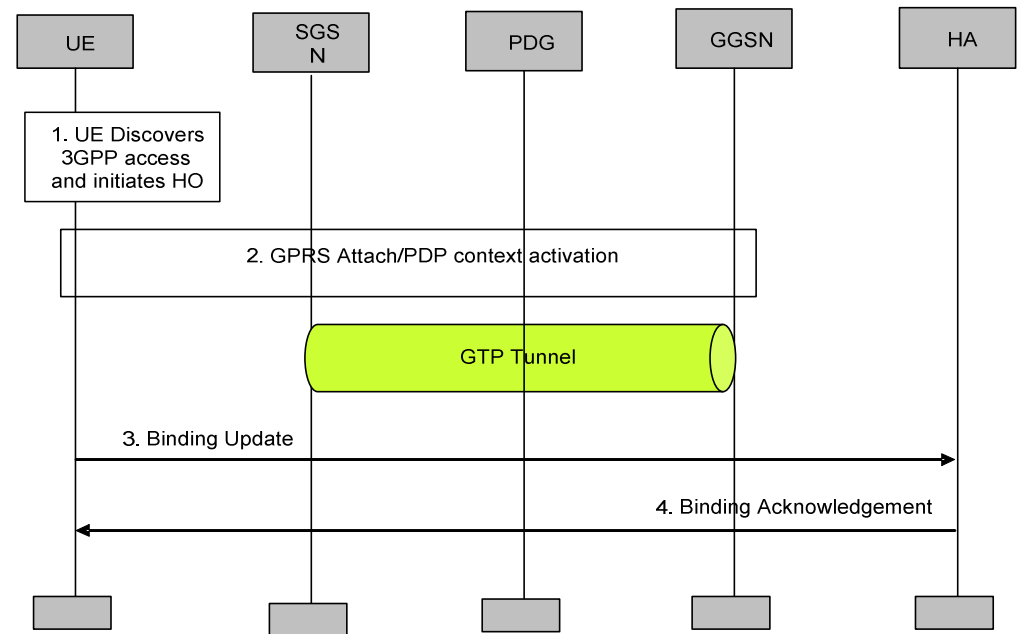 UE
SGS
N
PDG
GGSN
HA
1. UE Discovers
3GPP access
and initiates HO
2. GPRS Attach/PDP context activation
GTP Tunnel
3. Binding Update
4. Binding Acknowledgement